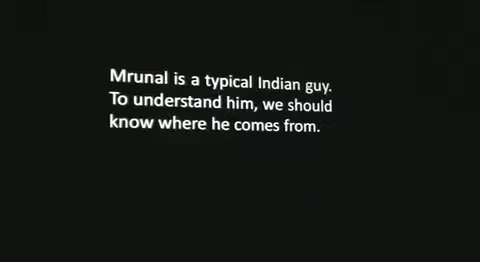 Mrunal is a typical Indian guy.
To understand him, we should
know where he comes from.